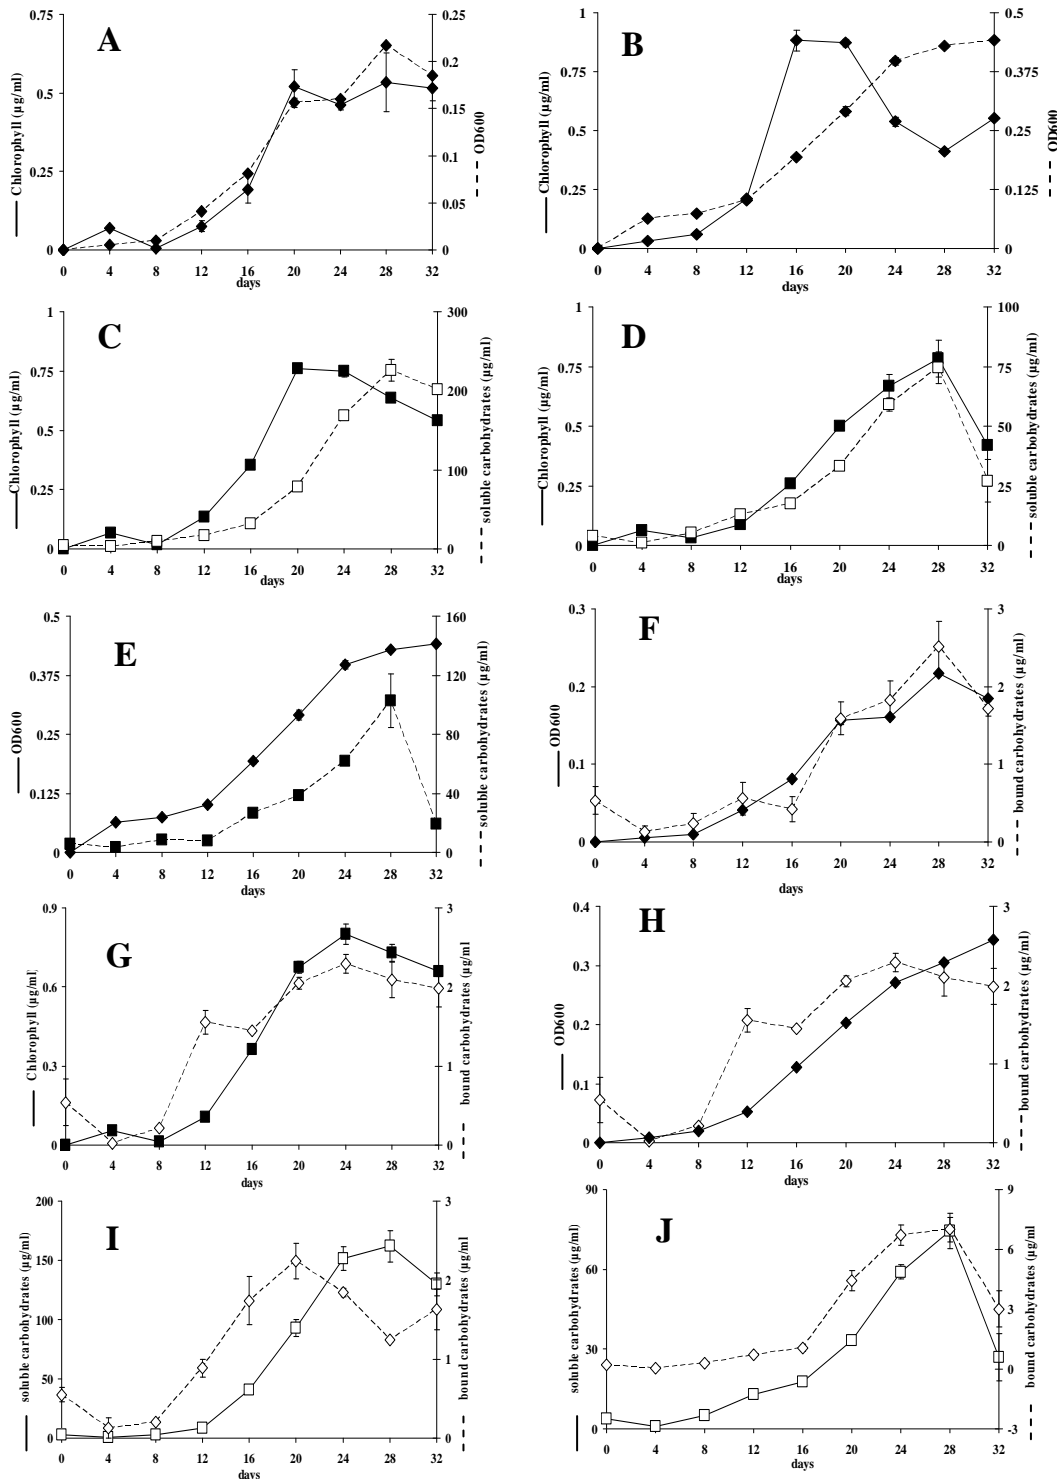 A
Chlorophyll (µg/ml)
0.75
0.5
0.25
0
0.25
0.2
0.15
0.1
0.05
0
OD600
0 4 8 12 16 20 24 28 32
days
B
Chlorophyll (µg/ml)
1
0.75
0.5
0.25
0
0.5
0.375
0.25
0.125
0
OD600
0 4 8 12 16 20 24 28 32
days
C
Chlorophyll (µg/ml)
1
0.75
0.5
0.25
0
300
200
100
0
soluble carbohydrates (µg/ml)
0 4 8 12 16 20 24 28 32
days
D
Chlorophyll (µg/ml)
1
0.75
0.5
0.25
0
100
75
50
25
0
soluble carbohydrates (µg/ml)
0 4 8 12 16 20 24 28 32
days
E
OD600
0.5
0.375
0.25
0.125
0
160
120
80
40
0
soluble carbohydrates (µg/ml)
0 4 8 12 16 20 24 28 32
days
F
OD600
0.3
0.2
0.1
0
3
2
1
0
bound carbohydrates (µg/ml)
0 4 8 12 16 20 24 28 32
days
G
Chlorophyll (µg/ml)
0.9
0.6
0.3
0
3
2
1
0
bound carbohydrates (µg/ml
0 4 8 12 16 20 24 28 32
days
H
OD600
0.4
0.3
0.2
0.1
0
3
2
1
0
bound carbohydrates (µg/ml)
0 4 8 12 16 20 24 28 32
days
I
soluble carbohydrates (µg/ml)
200
150
100
50
0
3
2
1
0
bound carbohydrates (µg/ml)
0 4 8 12 16 20 24 28 32
days
J
soluble carbohydrates (µg/ml)
90
60
30
0
9
6
3
0
-3
bound carbohydrates (µg/ml)
0 4 8 12 16 20 24 28 32
days